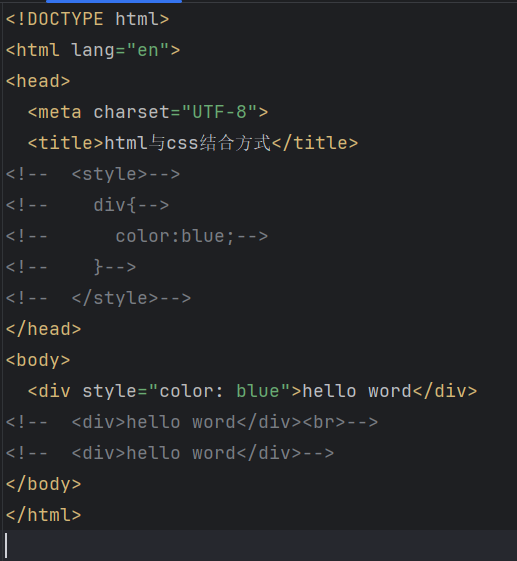 <!DOCTYPE html>
<html lang="en">
<head>
  <meta charset="UTF-8">
  <title>html与css结合方式</title>
<!--  <style>-->
<!--    div{-->
<!--      color:blue;-->
<!--    }-->
<!--  </style>-->
</head>
<body>
  <div style="color: blue">hello word</div>
<!--  <div>hello word</div><br>-->
<!--  <div>hello word</div>-->
</body>
</html>